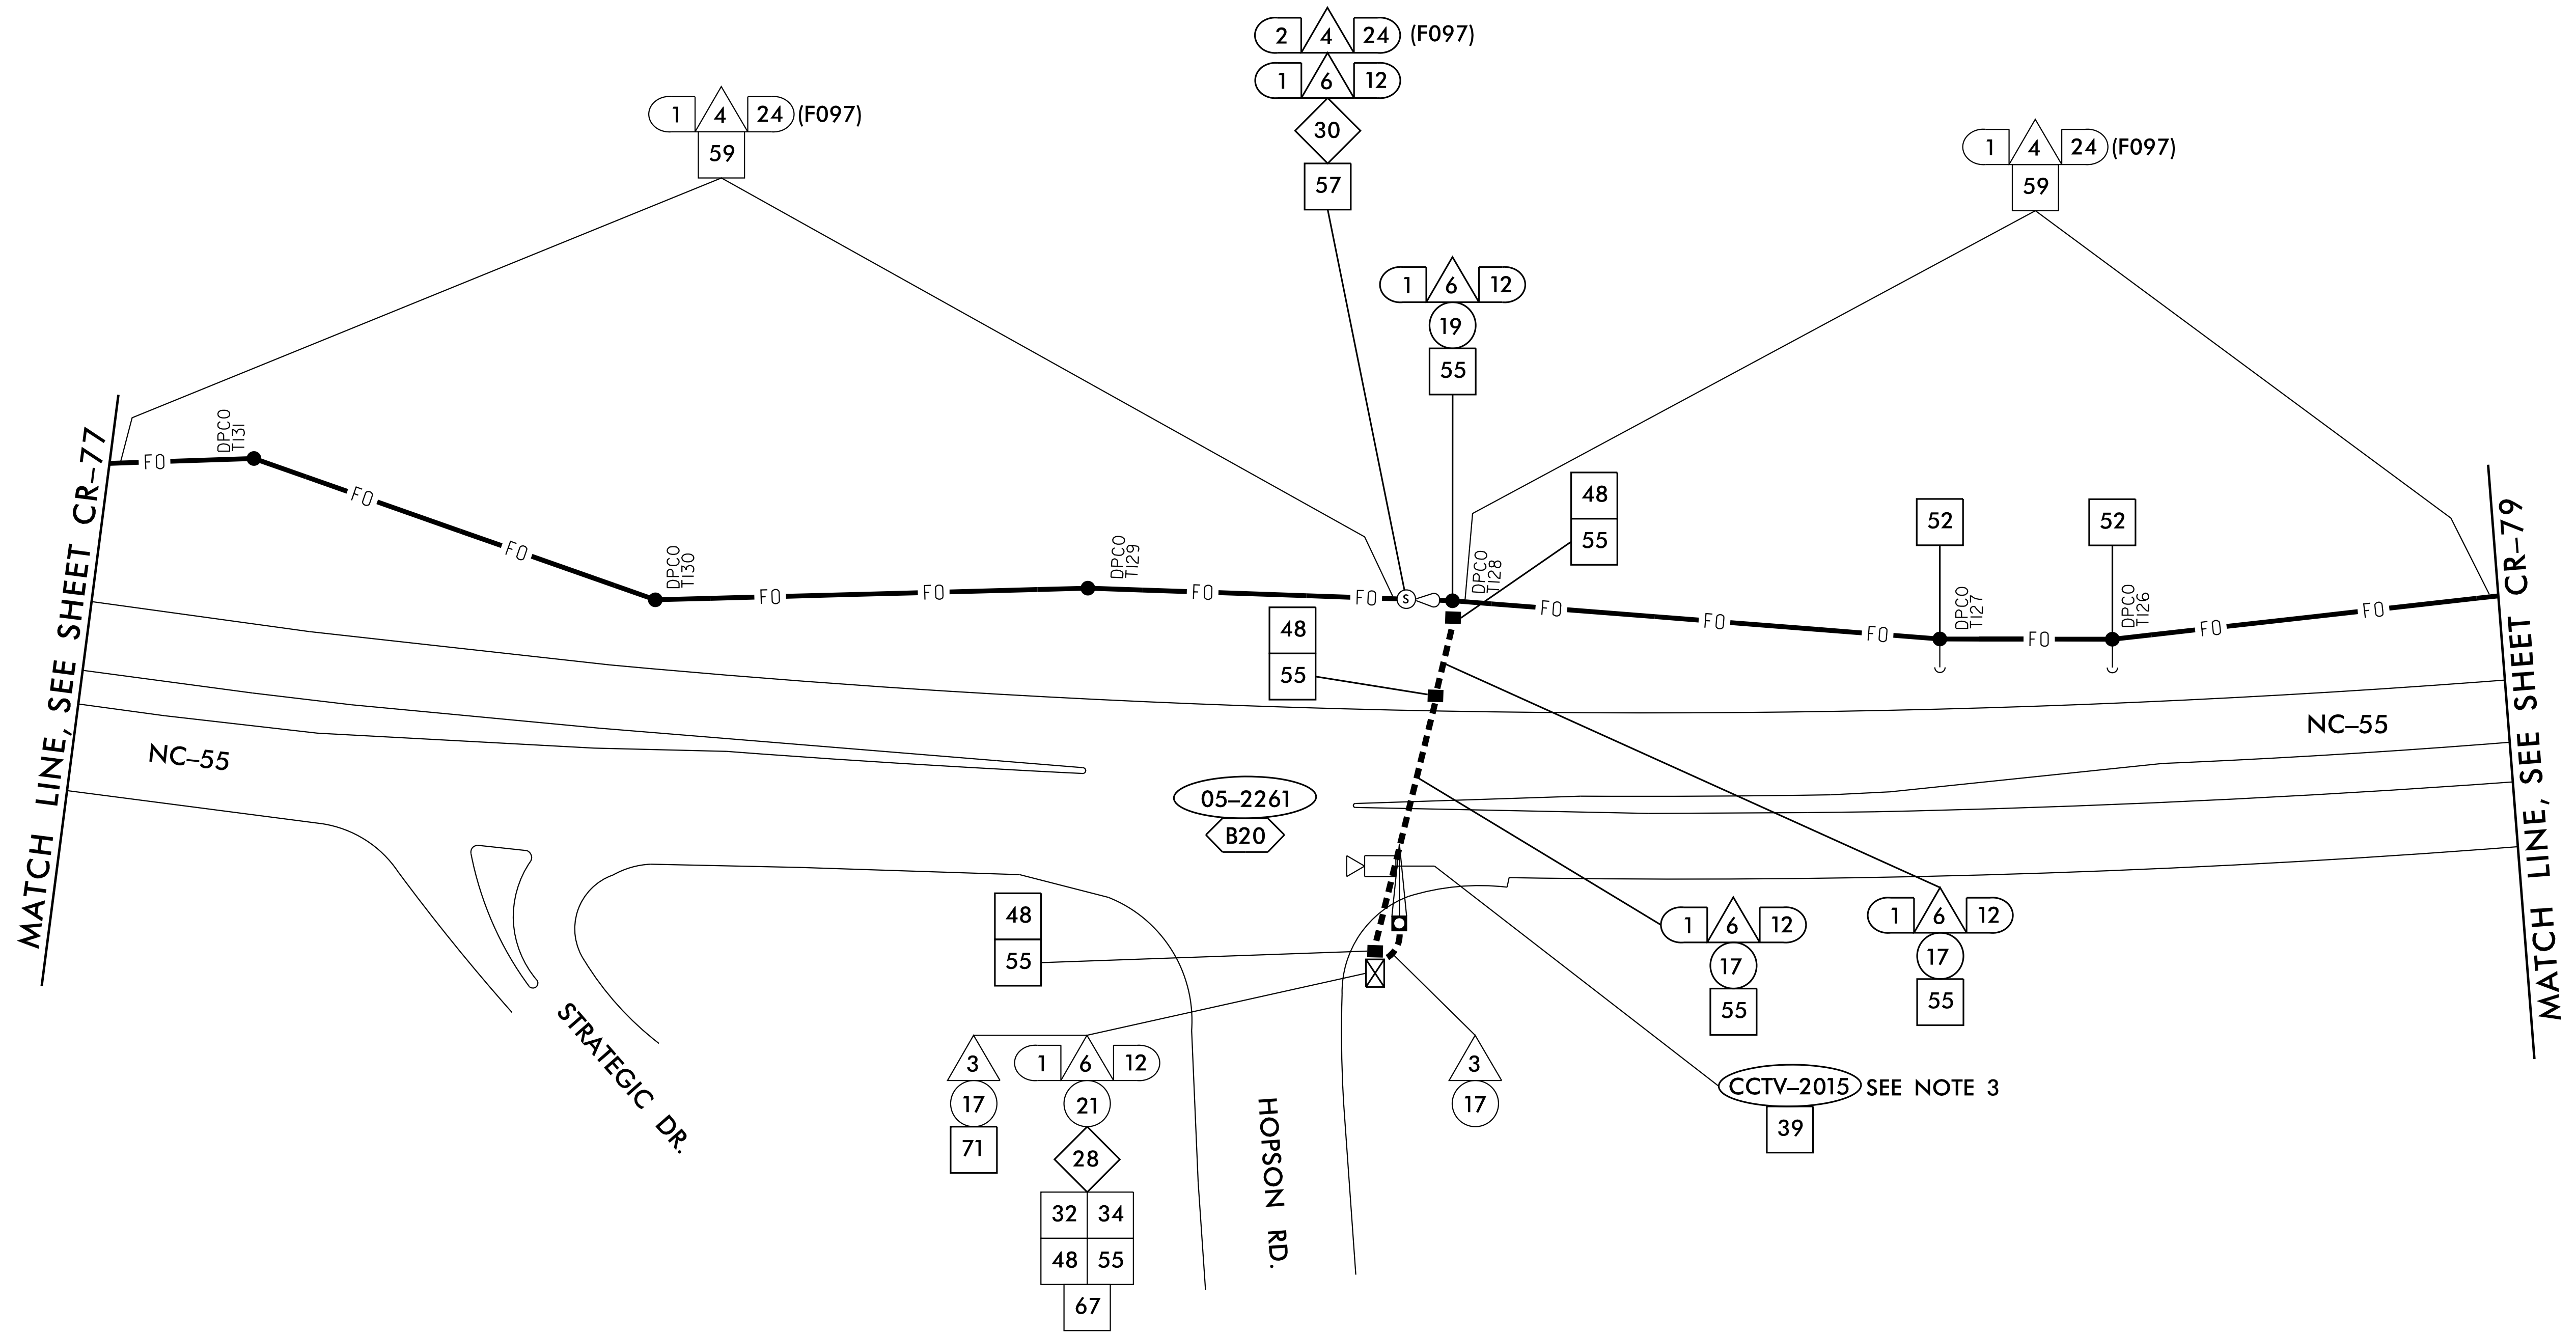 2 4 24 (F097)
1 6 12
30
57
1 4 24 (F097)
59
1 4 24 (F097)
59
1 6 12
19
55
MATCH LINE, SEE SHEET CR–77
FO
DPCO
T131
FO
FO
DPCO
T130
FO
FO
DPCO
T129
FO
FO
S
DPCO
T128
48
55
48
55
FO
FO
FO
52
DPCO
T127
FO
52
DPCO
T126
FO
FO
MATCH LINE, SEE SHEET CR–79
NC–55
NC–55
05–2261
B20
48
55
1 6 12
17
55
1 6 12
17
55
STRATEGIC DR.
3
17
71
1 6 12
21
28
32 34
48 55
67
HOPSON RD.
3
17
CCTV–2015 SEE NOTE 3
39